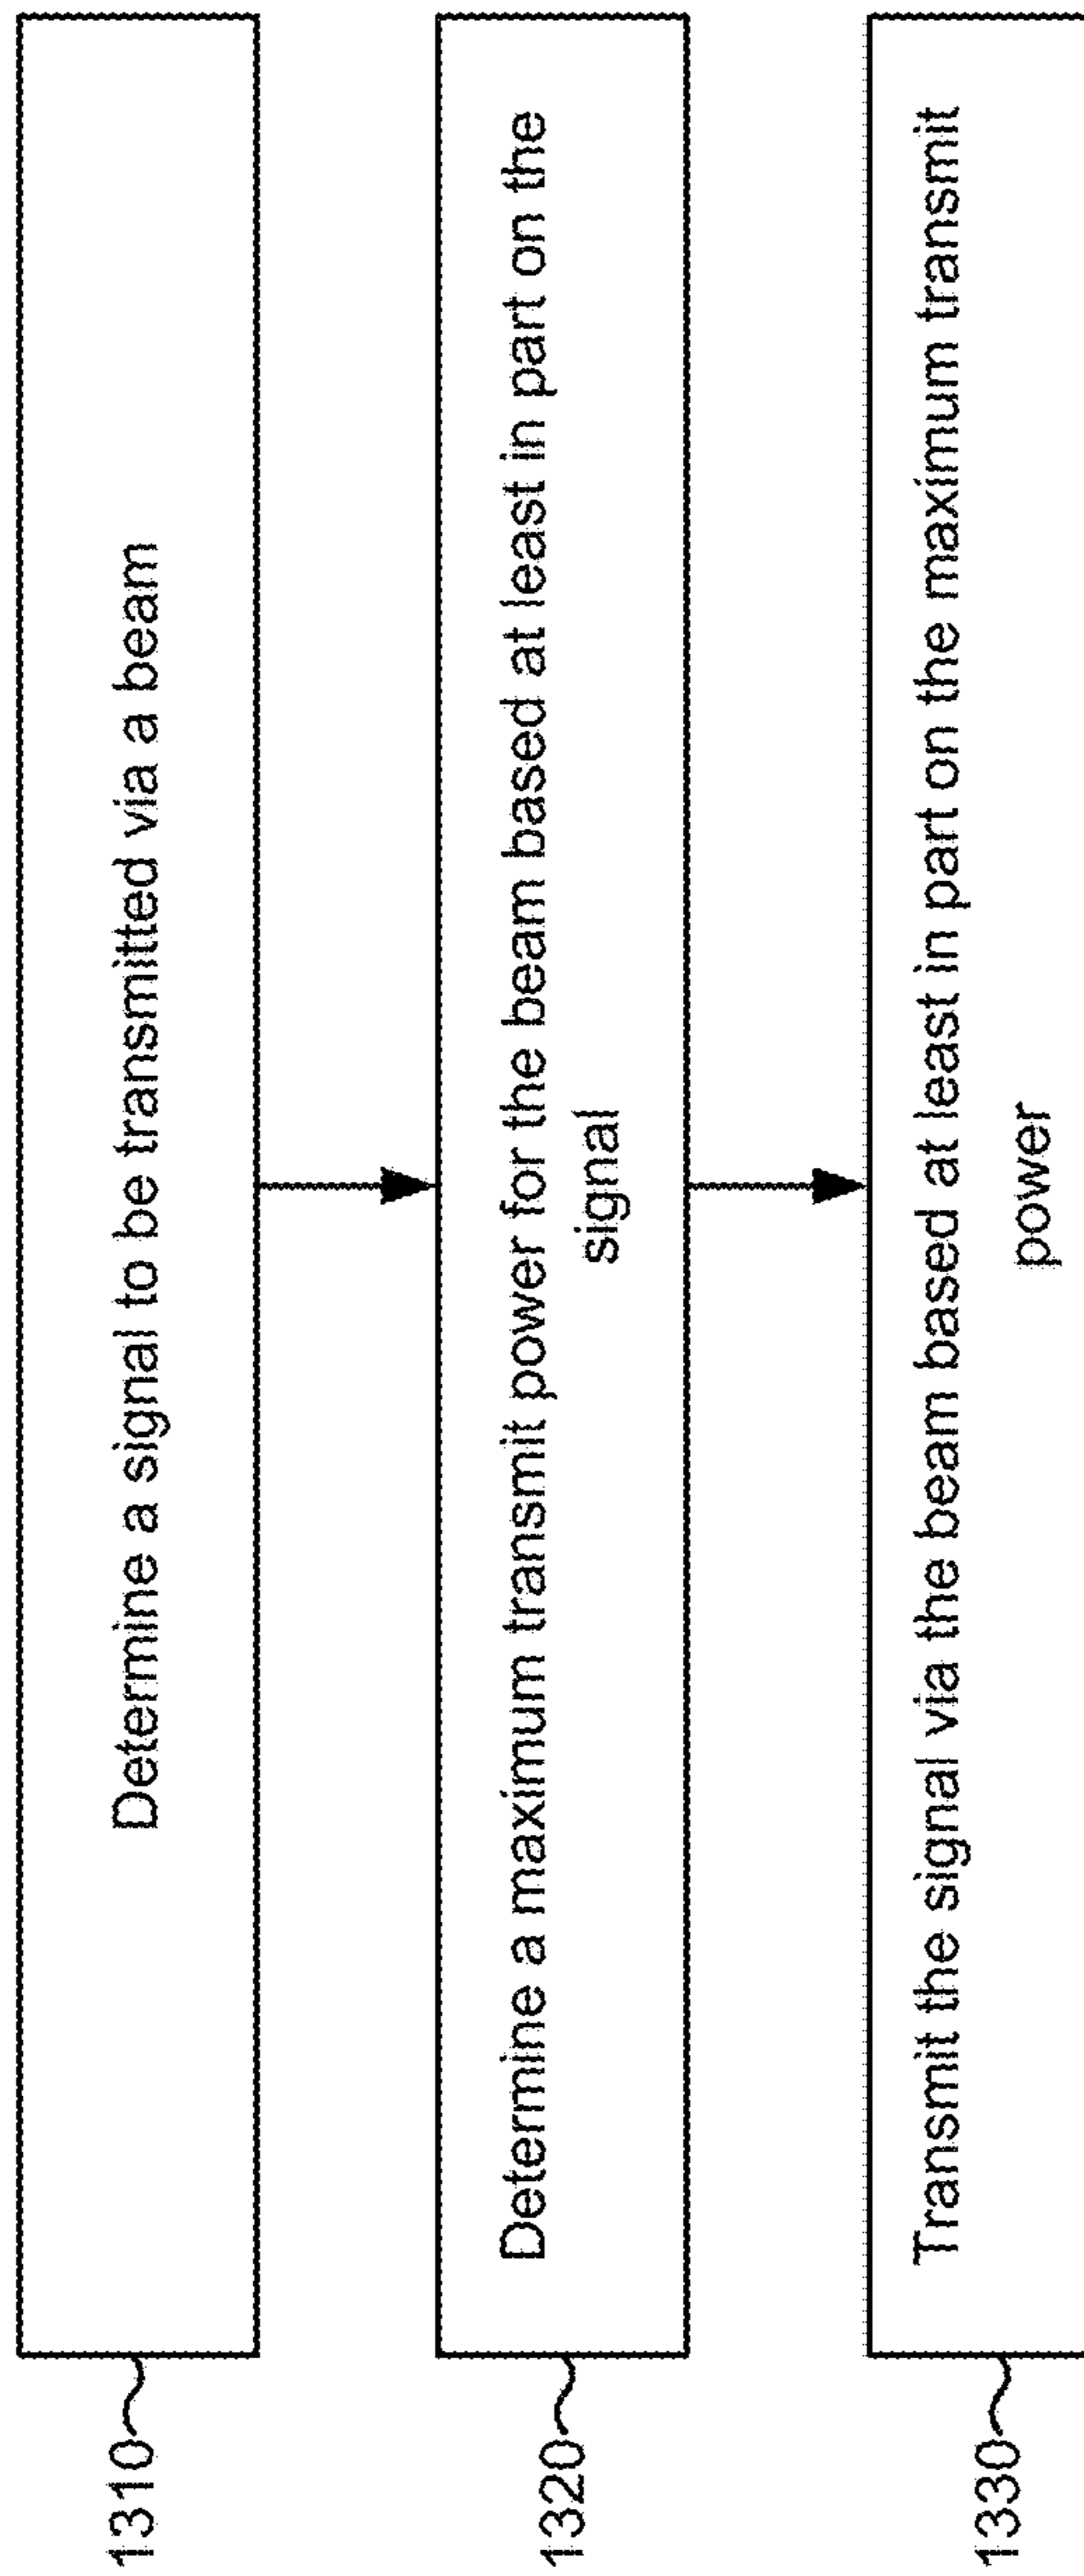 1310
Determine a signal to be transmitted via a beam
1320
Determine a maximum transmit power for the beam based at least in part on the
signal
1330
Transmit the signal via the beam based at least in part on the maximum transmit
power